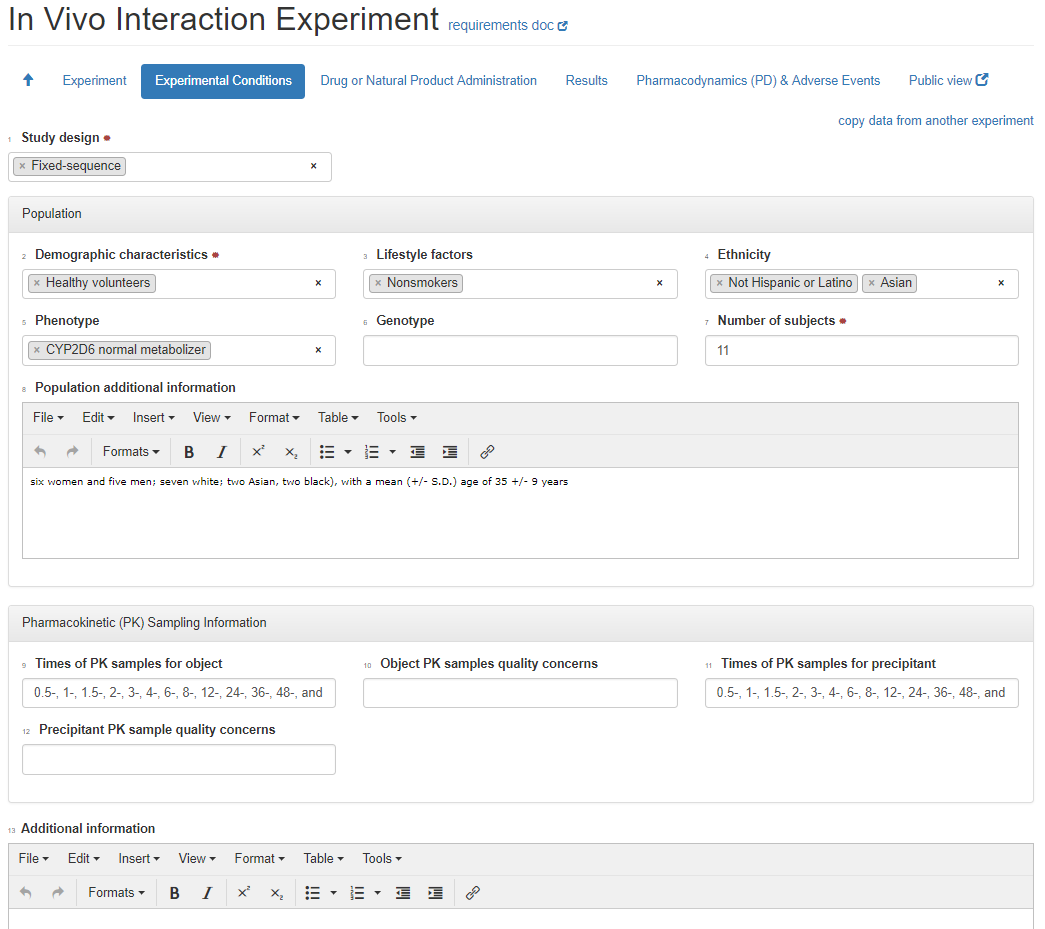 In Vivo Interaction Experiment requirements doc
Experiment Experimental Conditions Drug or Natural Product Administration Results Pharmacodynamics (PD) & Adverse Events Public view
copy data from another experiment
1 Study design
× Fixed-sequence ×
Population
2 Demographic characteristics 3 Lifestyle factors 4 Ethnicity
× Healthy volunteers × × Nonsmokers × × Not Hispanic or Latino × Asian ×
5 Phenotype 6 Genotype 7 Number of subjects
× CYP2D6 normal metabolizer × 11
8 Population additional information
File Edit Insert View Format Table Tools
Formats B I x² x₂
six women and five men; seven white; two Asian, two black), with a mean (+/- S.D.) age of 35 +/- 9 years
Pharmacokinetic (PK) Sampling Information
9 Times of PK samples for object 10 Object PK samples quality concerns 11 Times of PK samples for precipitant
0.5-, 1-, 1.5-, 2-, 3-, 4-, 6-, 8-, 12-, 24-, 36-, 48-, and 0.5-, 1-, 1.5-, 2-, 3-, 4-, 6-, 8-, 12-, 24-, 36-, 48-, and
12 Precipitant PK sample quality concerns
13 Additional information
File Edit Insert View Format Table Tools
Formats B I x² x₂